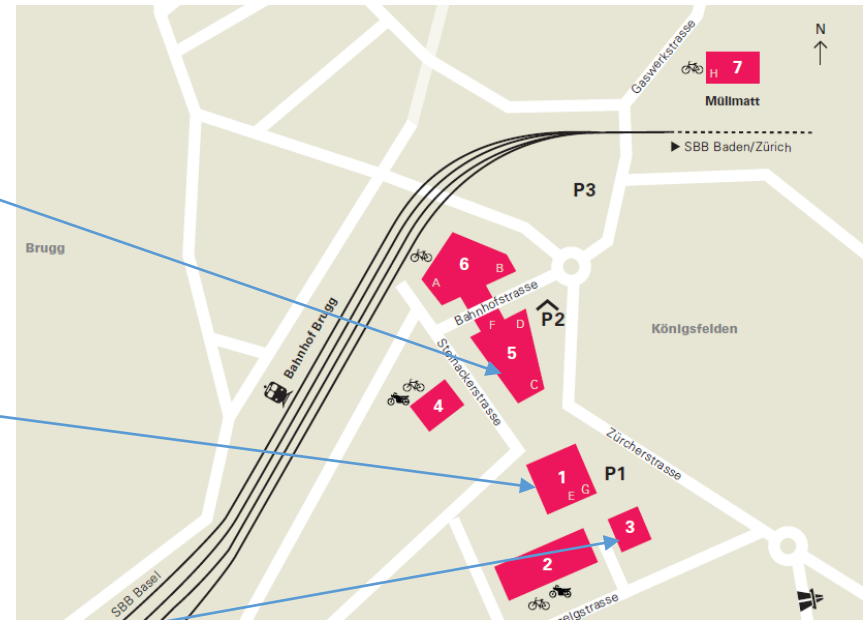 N
Gaswerkstrasse
H 7
Müllmatt
▶ SBB Baden/Zürich
P3
Brugg
6
A
B
Bahnhofstrasse
P2
F D
5
C
Königsfelden
Bahnhof Brugg
Steinackerstrasse
4
Zürcherstrasse
1
E G
P1
3
2
SBB Basel